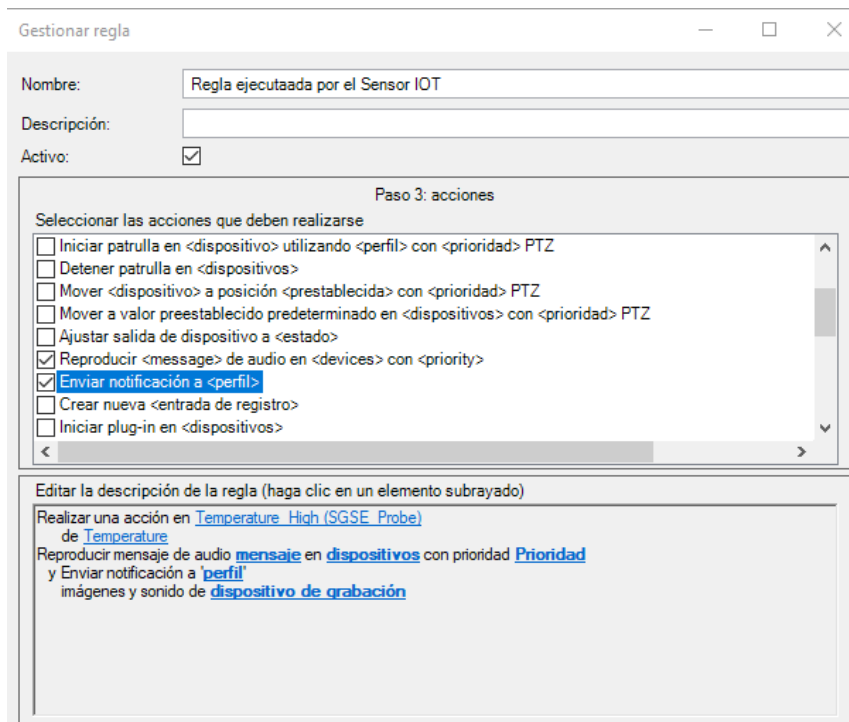 Gestionar regla
Nombre: Regla ejecutaada por el Sensor IOT
Descripción:
Activo:
Paso 3: acciones
Seleccionar las acciones que deben realizarse
Iniciar patrulla en <dispositivo> utilizando <perfil> con <prioridad> PTZ
Detener patrulla en <dispositivos>
Mover <dispositivo> a posición <prestablecida> con <prioridad> PTZ
Mover a valor preestablecido predeterminado en <dispositivos> con <prioridad> PTZ
Ajustar salida de dispositivo a <estado>
Reproducir <message> de audio en <devices> con <priority>
Enviar notificación a <perfil>
Crear nueva <entrada de registro>
Iniciar plug-in en <dispositivos>
Editar la descripción de la regla (haga clic en un elemento subrayado)
Realizar una acción en Temperature_High (SGSE_Probe)
de Temperature
Reproducir mensaje de audio mensaje en dispositivos con prioridad Prioridad
y Enviar notificación a 'perfil'
imágenes y sonido de dispositivo de grabación